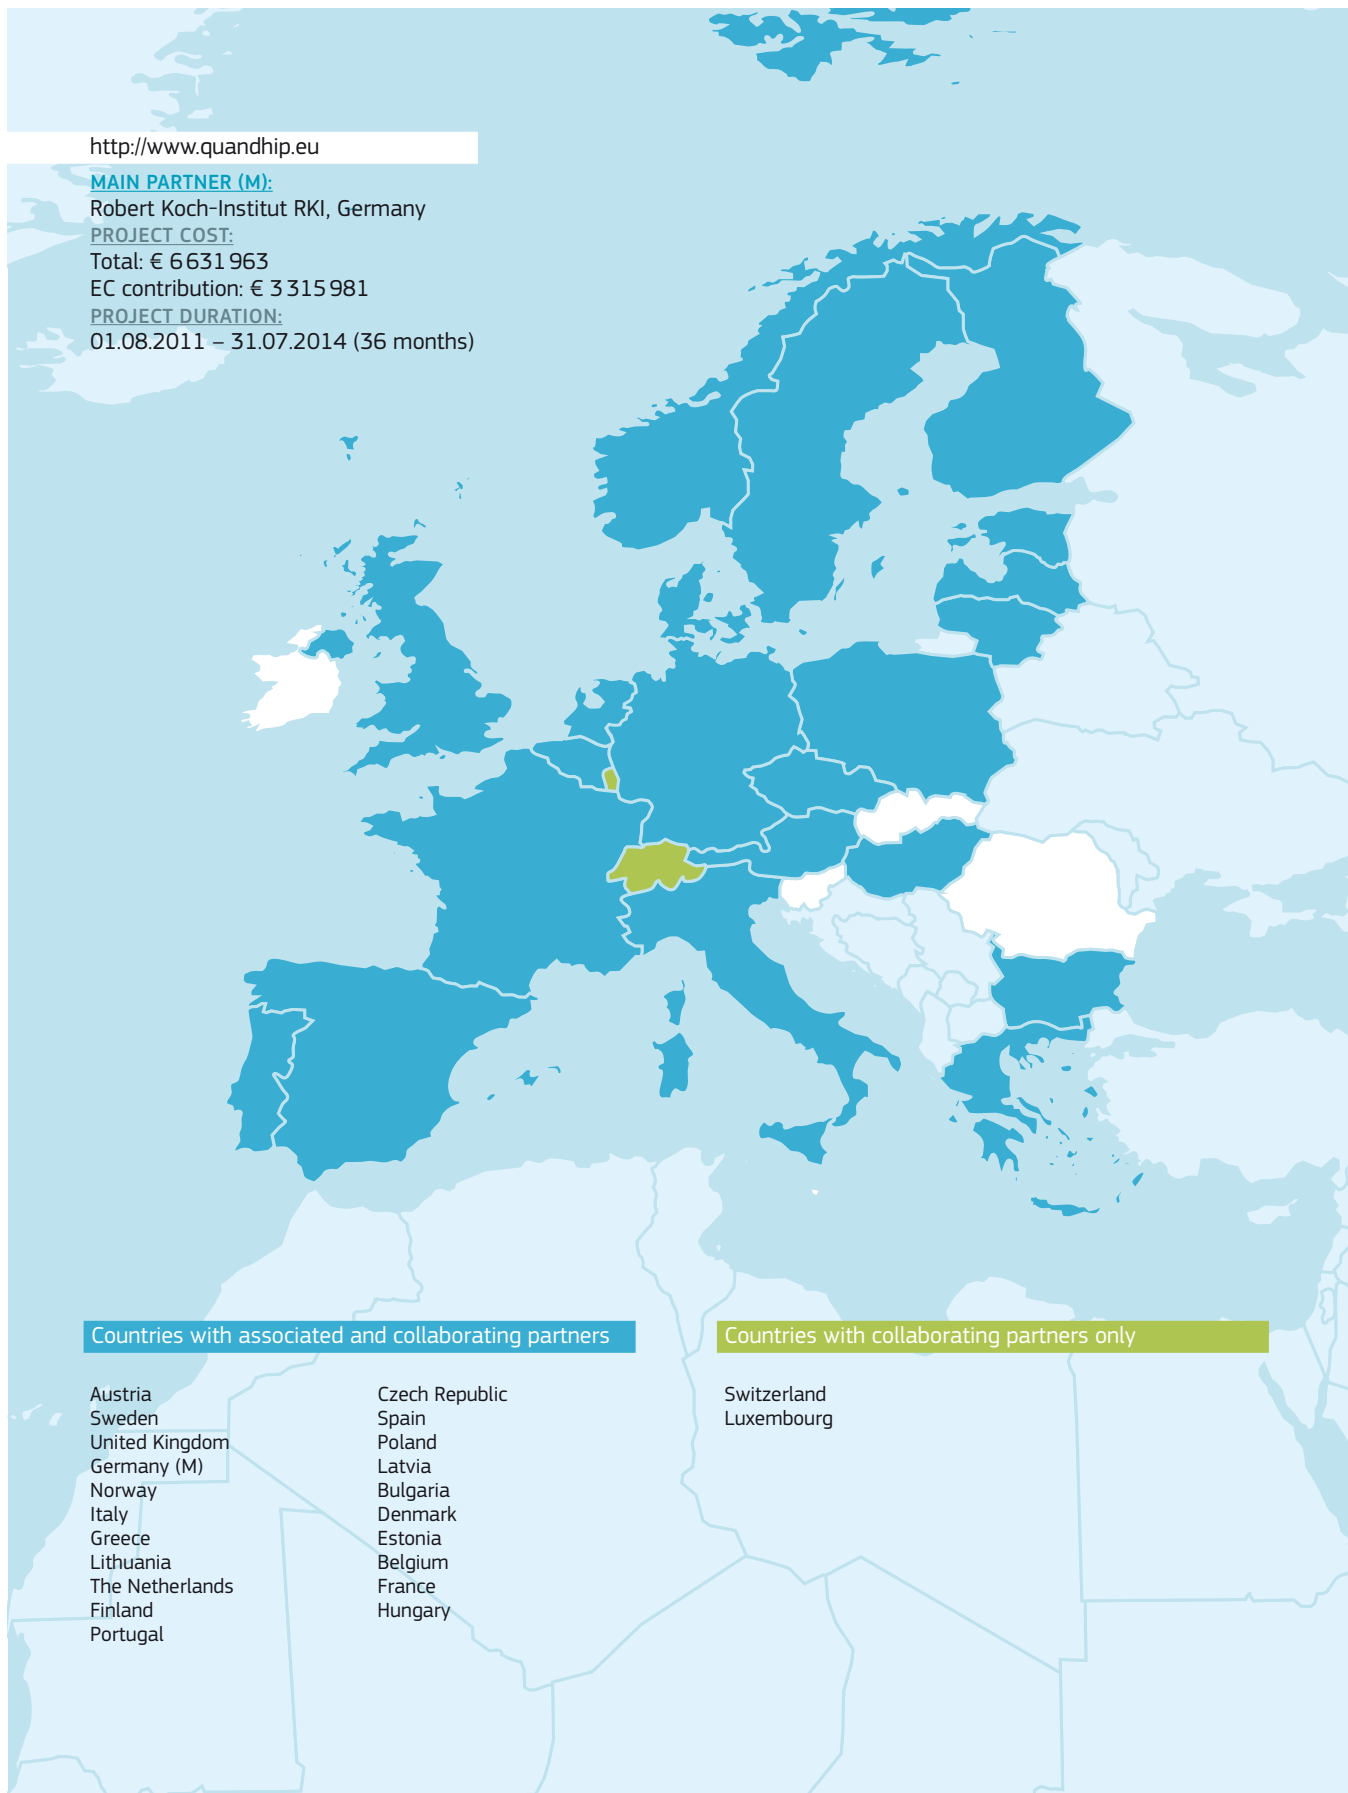 http://www.quandhip.eu
MAIN PARTNER (M):
Robert Koch-Institut RKI, Germany
PROJECT COST:
Total: € 6 631 963
EC contribution: € 3 315 981
PROJECT DURATION:
01.08.2011 – 31.07.2014 (36 months)
Countries with associated and collaborating partners
Austria
Sweden
United Kingdom
Germany (M)
Norway
Italy
Greece
Lithuania
The Netherlands
Finland
Portugal
Czech Republic
Spain
Poland
Latvia
Bulgaria
Denmark
Estonia
Belgium
France
Hungary
Countries with collaborating partners only
Switzerland
Luxembourg